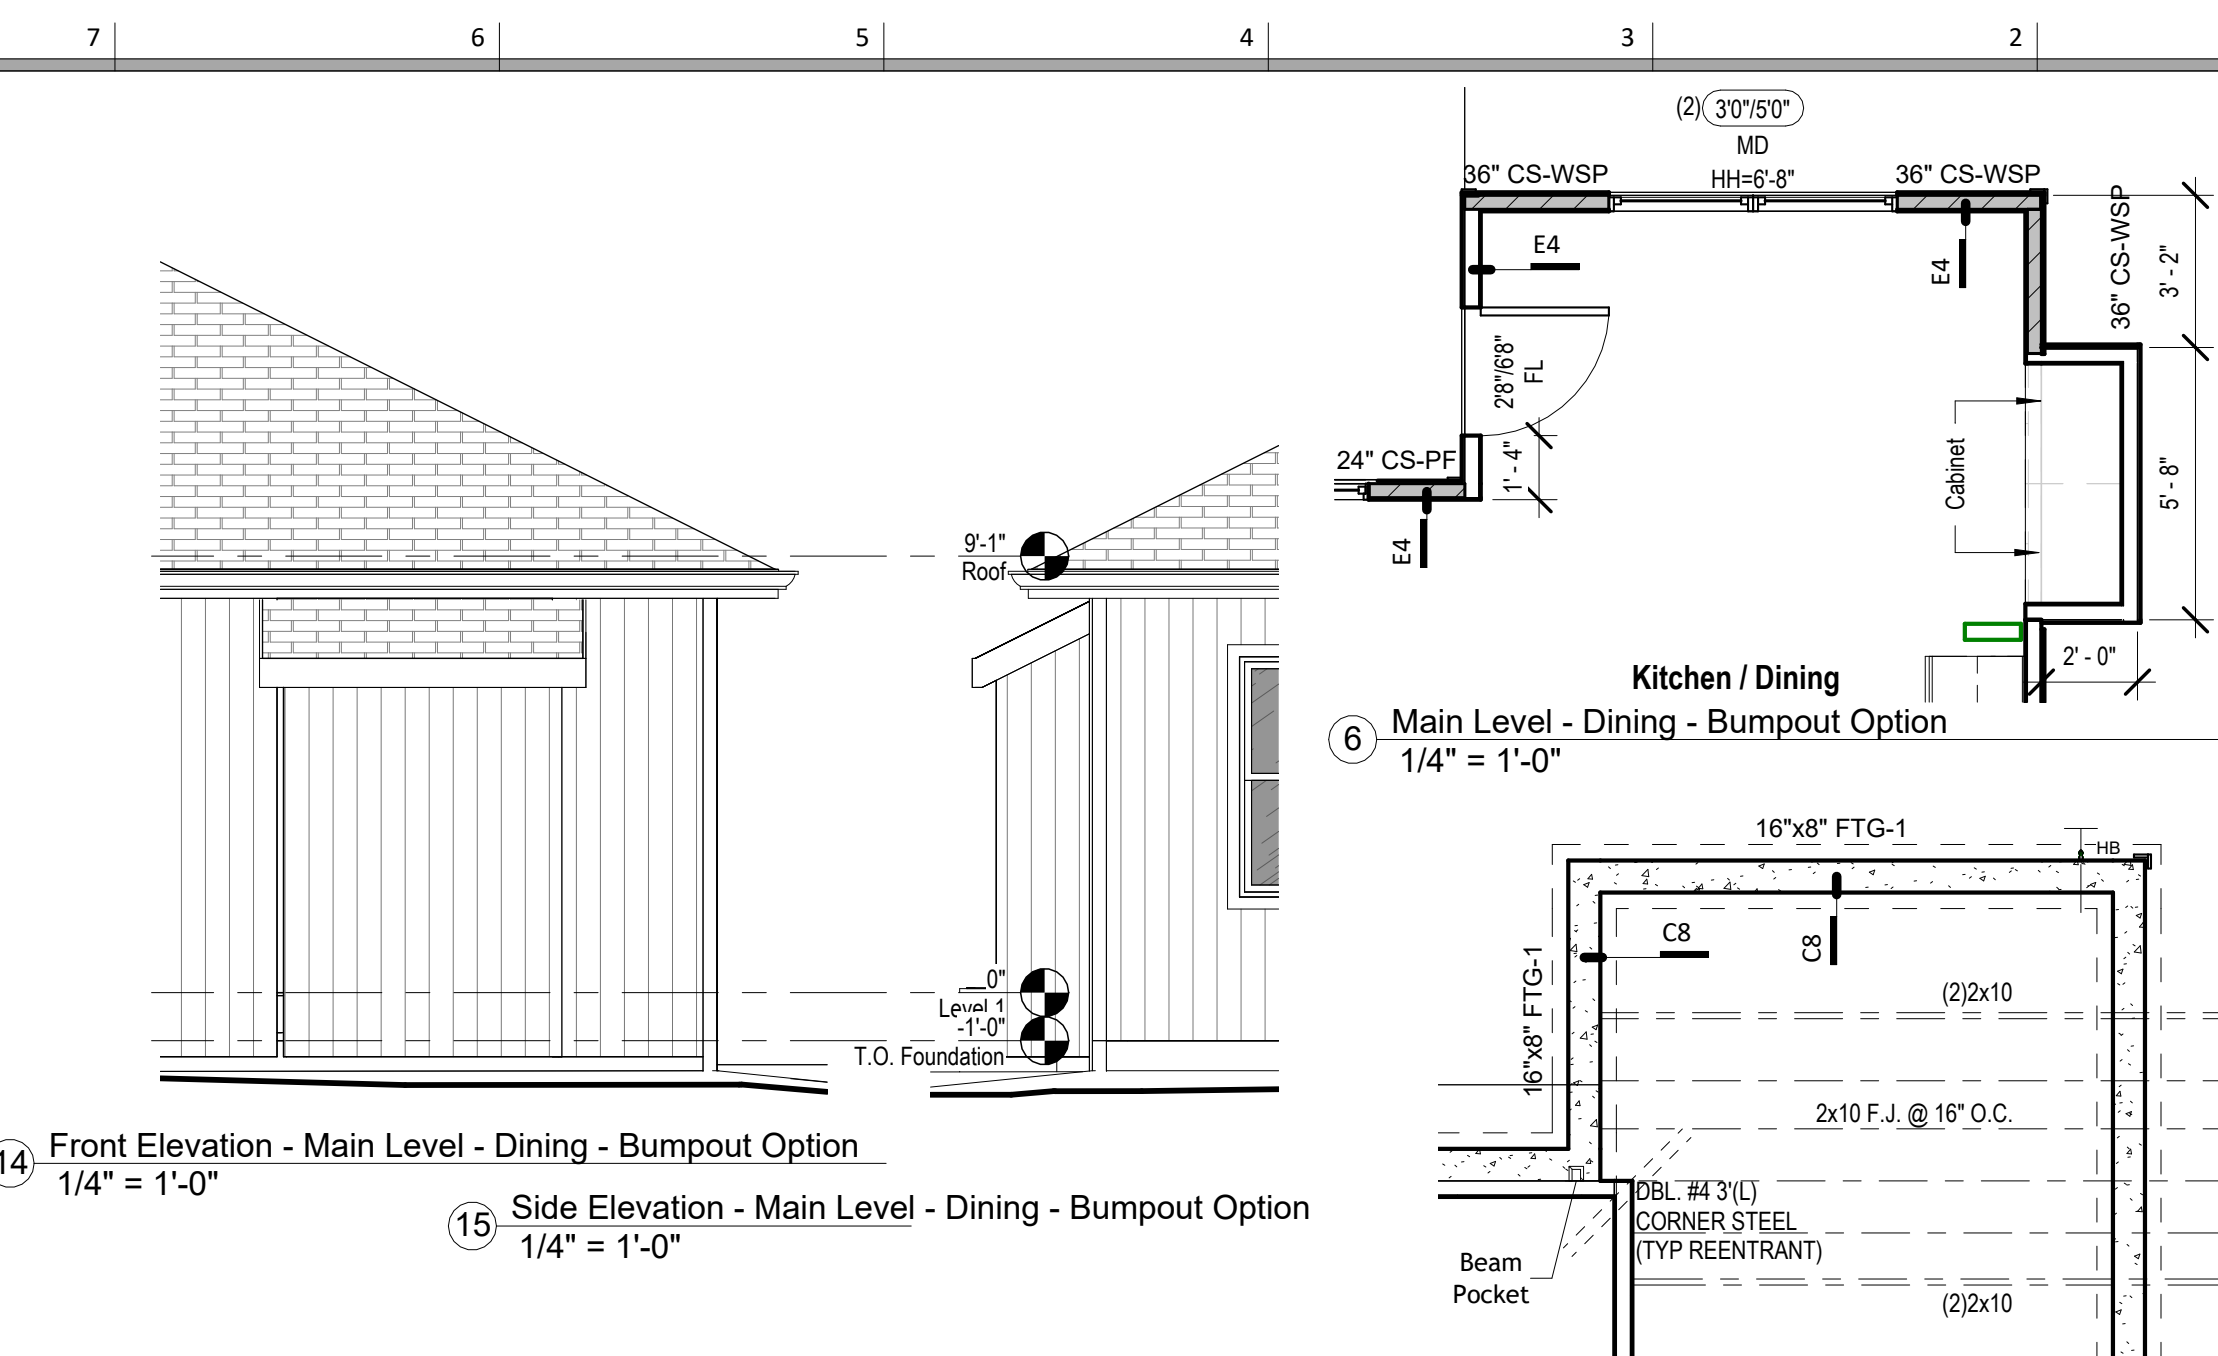 7
6
5
4
3
2
(2) 3'0"/5'0"
MD
HH=6'-8"
36" CS-WSP
36" CS-WSP
36" CS-WSP
3' - 2"
E4
E4
2'8"/6'8"
FL
24" CS-PF
1' - 4"
E4
Cabinet
5' - 8"
2' - 0"
Kitchen / Dining
6
Main Level - Dining - Bumpout Option
1/4" = 1'-0"
9'-1"
Roof
0"
Level 1
-1'-0"
T.O. Foundation
14
Front Elevation - Main Level - Dining - Bumpout Option
1/4" = 1'-0"
15
Side Elevation - Main Level - Dining - Bumpout Option
1/4" = 1'-0"
16"x8" FTG-1
HB
C8
C8
16"x8" FTG-1
(2)2x10
2x10 F.J. @ 16" O.C.
DBL. #4 3'(L)
CORNER STEEL
(TYP REENTRANT)
Beam
Pocket
(2)2x10